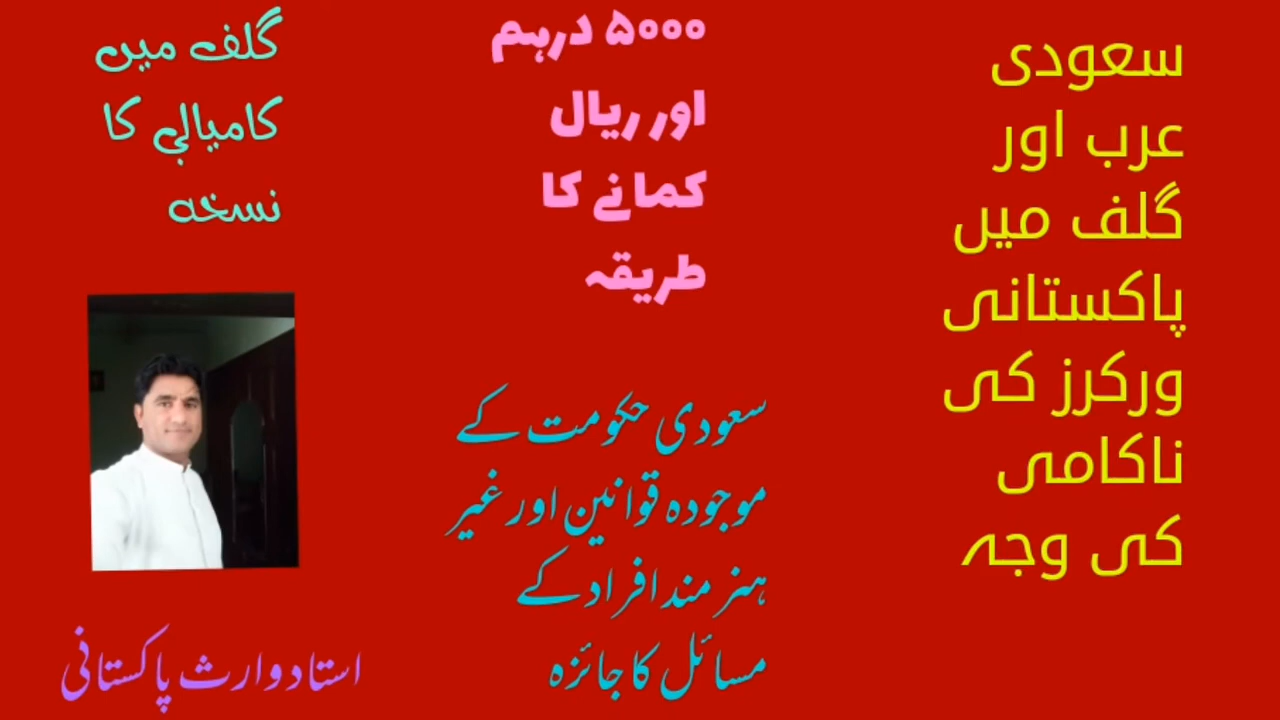 سعودی
عرب اور
گلف میں
پاکستانی
ورکرز کی
ناکامی
کی وجہ
۵۰۰۰ درہم
اور ریال
کمانے کا
طریقہ
سعودی حکومت کے
موجودہ قوانین اور غیر
ہنر مند افراد کے
مسائل کا جائزہ
گلف میں
کامیابی کا
نسخہ
استاد وارث پاکستانی